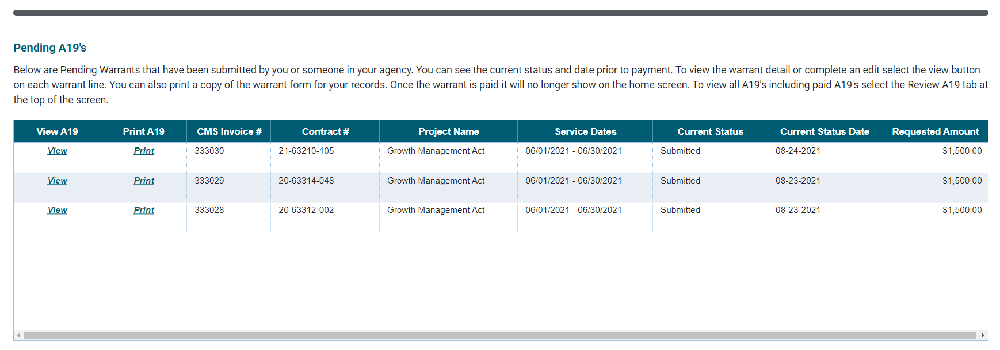 Pending A19's
Below are Pending Warrants that have been submitted by you or someone in your agency. You can see the current status and date prior to payment. To view the warrant detail or complete an edit select the view button
on each warrant line. You can also print a copy of the warrant form for your records. Once the warrant is paid it will no longer show on the home screen. To view all A19's including paid A19's select the Review A19 tab at
the top of the screen.
View A19 Print A19 CMS Invoice # Contract # Project Name Service Dates Current Status Current Status Date Requested Amount
View Print 333030 21-63210-105 Growth Management Act 06/01/2021 - 06/30/2021 Submitted 08-24-2021 $1,500.00
View Print 333029 20-63314-048 Growth Management Act 06/01/2021 - 06/30/2021 Submitted 08-23-2021 $1,500.00
View Print 333028 20-63312-002 Growth Management Act 06/01/2021 - 06/30/2021 Submitted 08-23-2021 $1,500.00